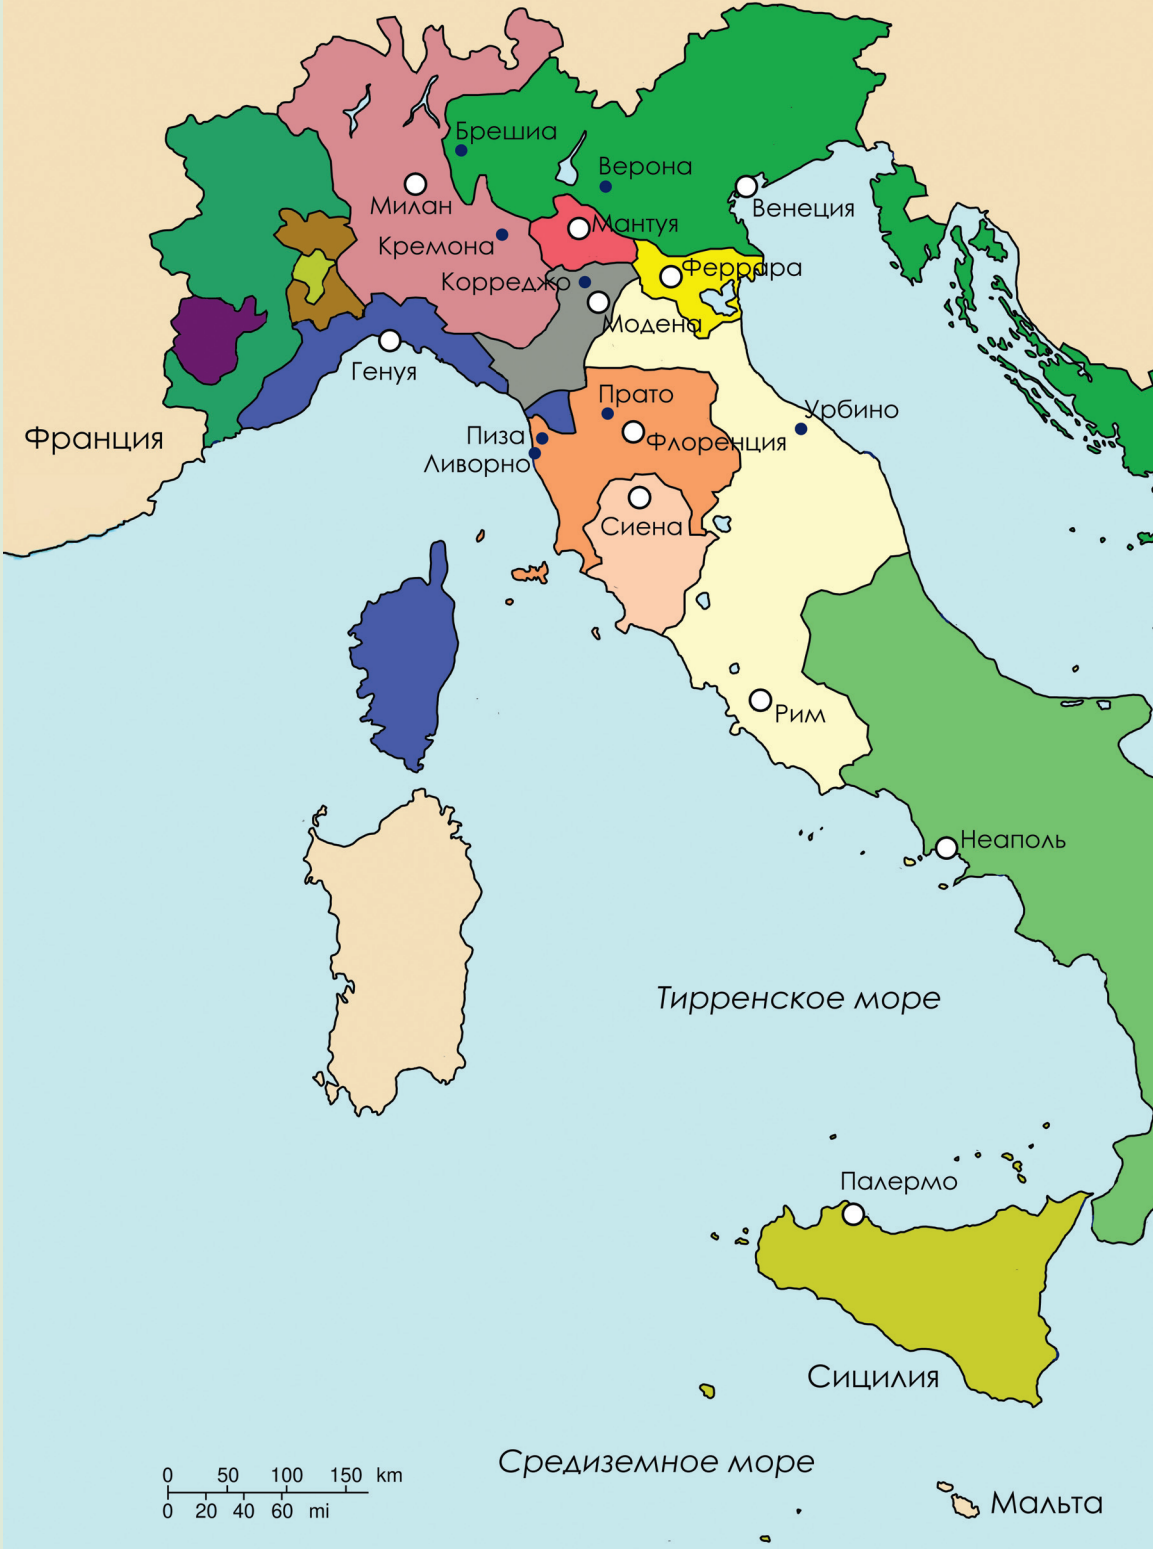 Брешиа
Верона
Милан
Венеция
Мантуя
Кремона
Феррара
Корреджо
Модена
Генуя
Прато
Урбино
Франция
Пиза
Флоренция
Ливорно
Сиена
Рим
Неаполь
Тирренское море
Палермо
Сицилия
Средиземное море
0 50 100 150 km
0 20 40 60 mi
Мальта